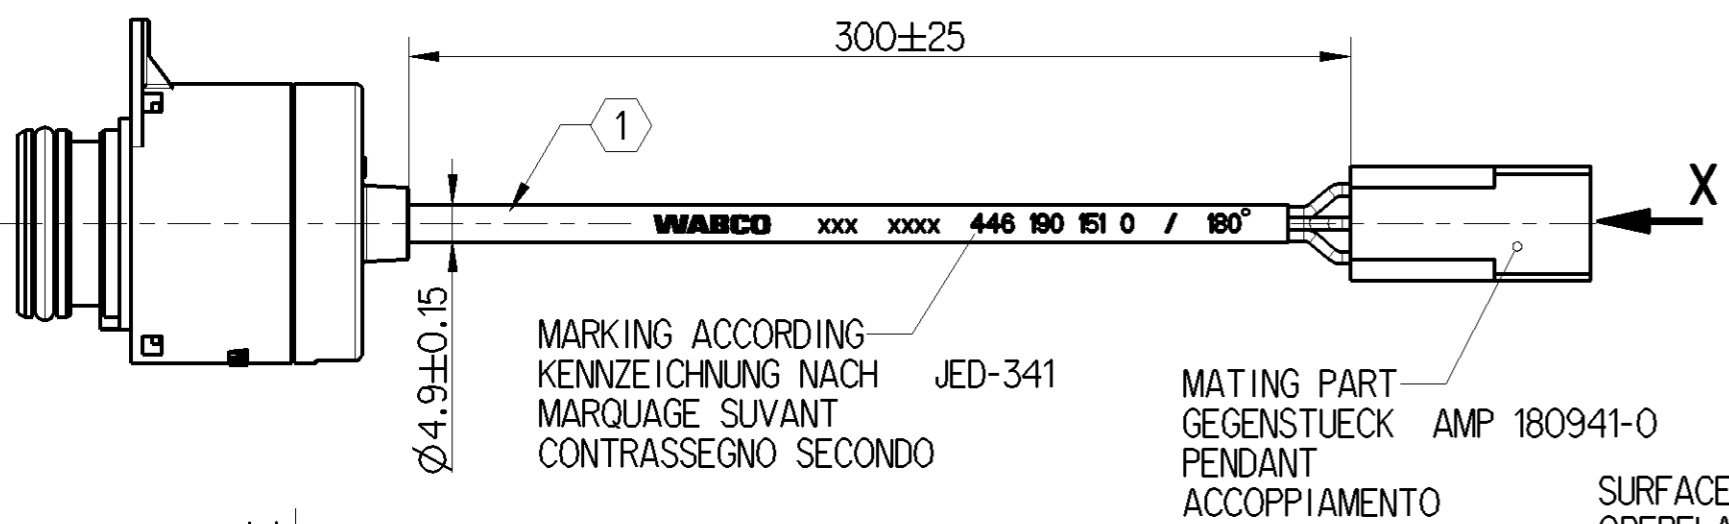 300±25
1
X
WABCO xxx xxxx 446 190 151 0 / 180°
Ø4.9±0.15
MARKING ACCORDING
KENNZEICHNUNG NACH JED-341
MARQUAGE SUVANT
CONTRASSEGNO SECONDO
MATING PART
GEGENSTUECK AMP 180941-0
PENDANT
ACCOPPIAMENTO
SURFACE